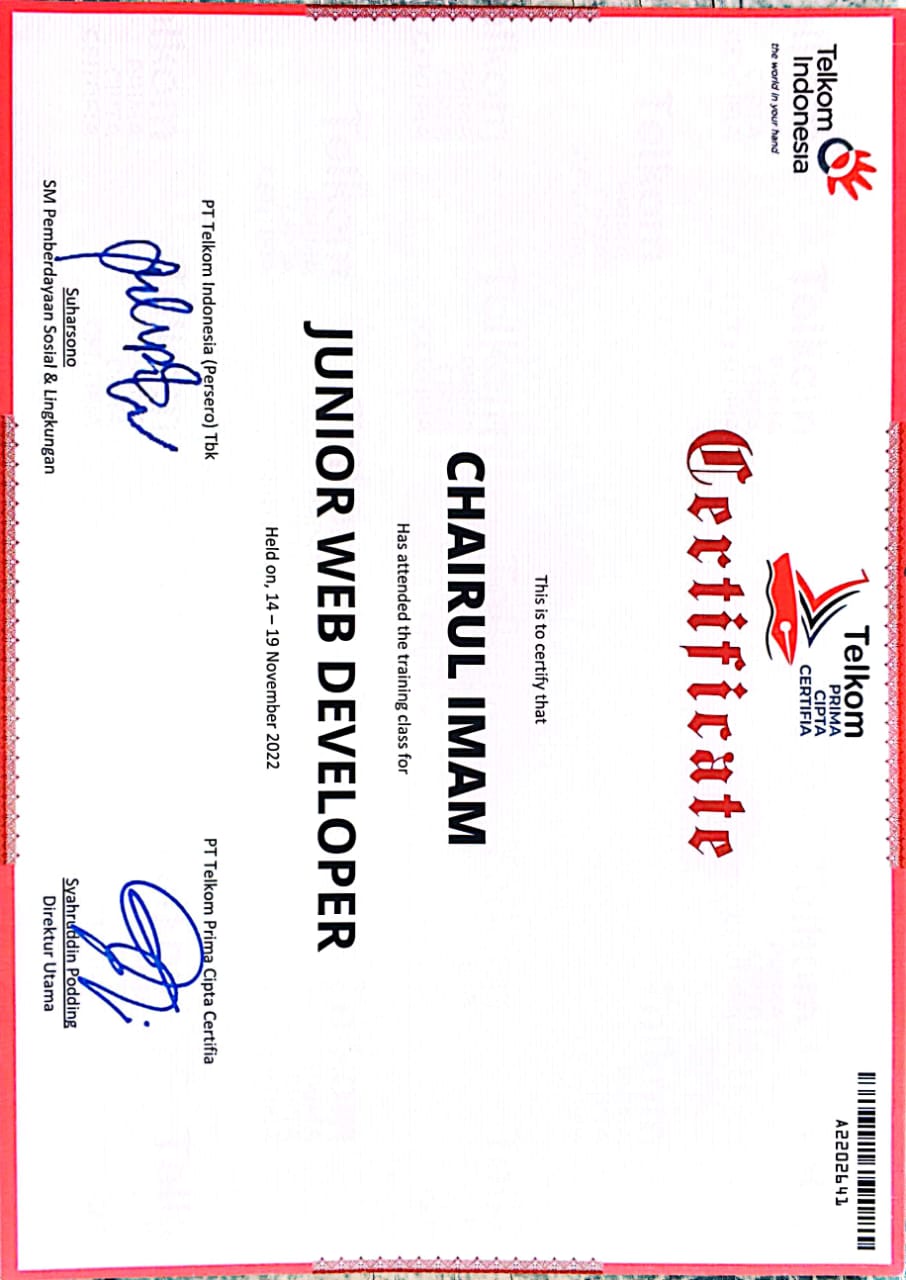 Telkom
Indonesia
the world in your hand
Telkom
PRIMA
CIPTA
CERTIFIA
A2202641
Certificate
This is to certify that
CHAIRUL IMAM
Has attended the training class for
JUNIOR WEB DEVELOPER
Held on, 14 – 19 November 2022
PT Telkom Indonesia (Persero) Tbk
Suharsono
SM Pemberdayaan Sosial & Lingkungan
PT Telkom Prima Cipta Certifia
Syahruddin Podding
Direktur Utama